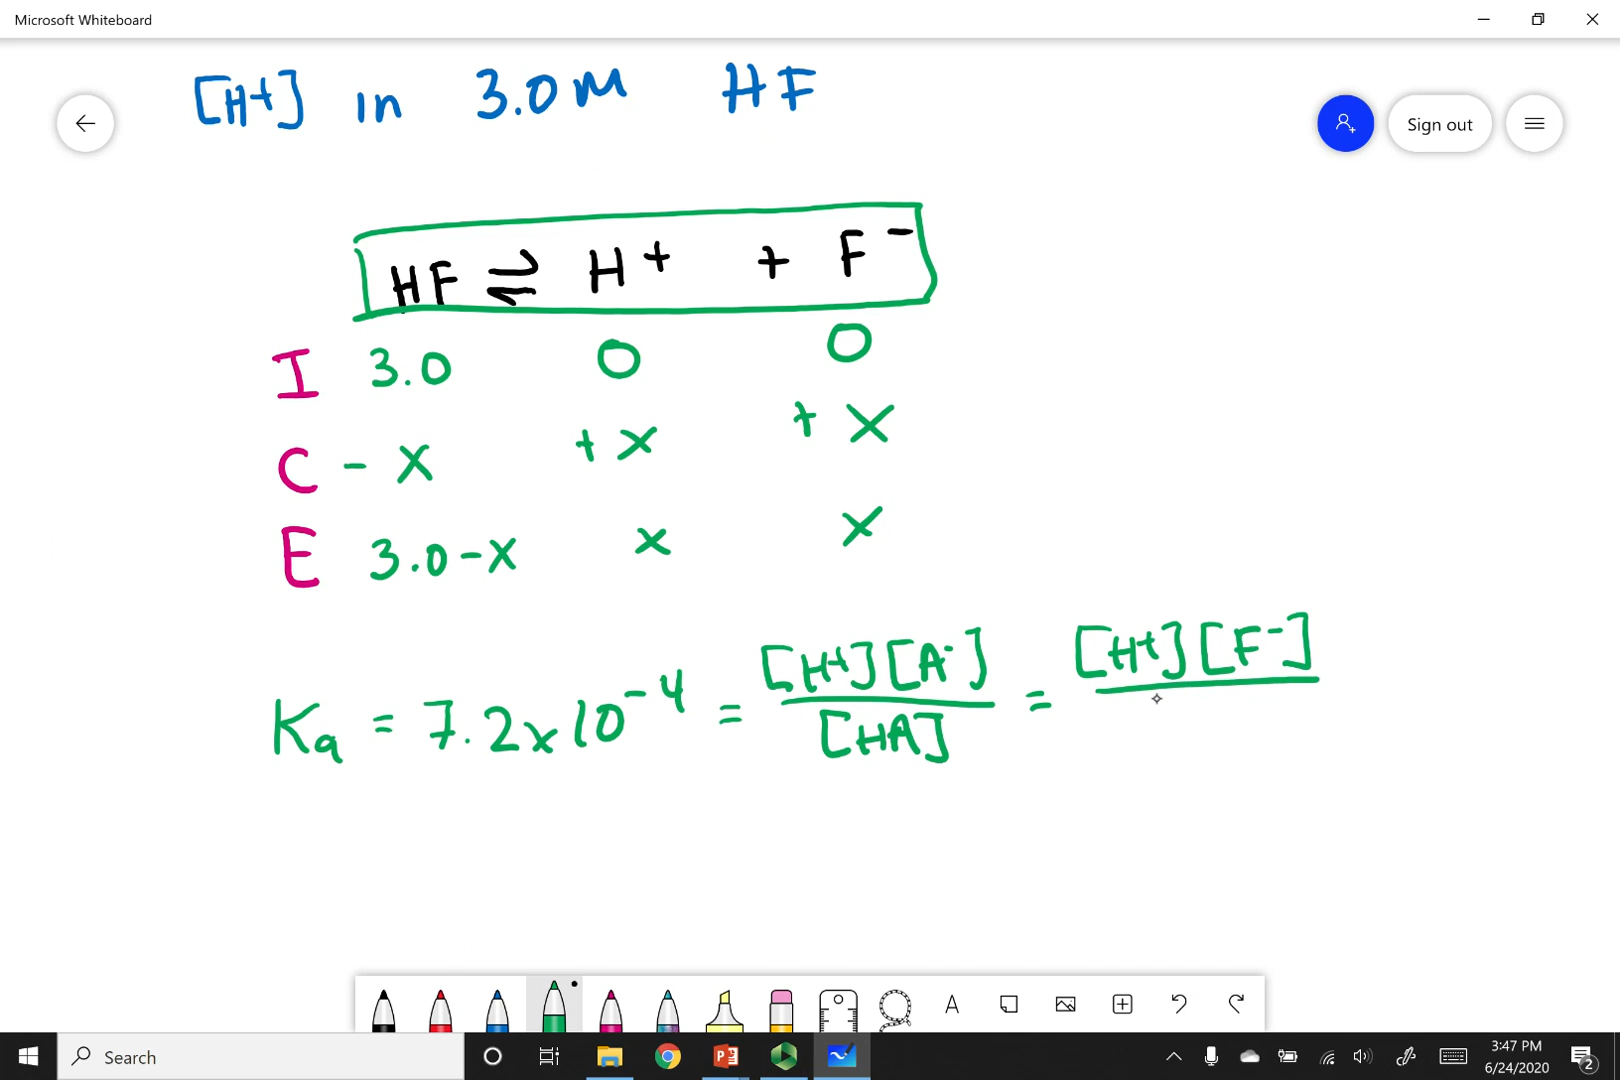 Microsoft Whiteboard
[H+] in 3.0 M HF
Sign out
HF ⇌ H+ + F−
I 3.0 0 0
C - x + x + x
E 3.0-x x x
Ka = 7.2x10^-4 = [H+][A-]/[HA] = [H+][F-]
A
Search
3:47 PM
6/24/2020
2